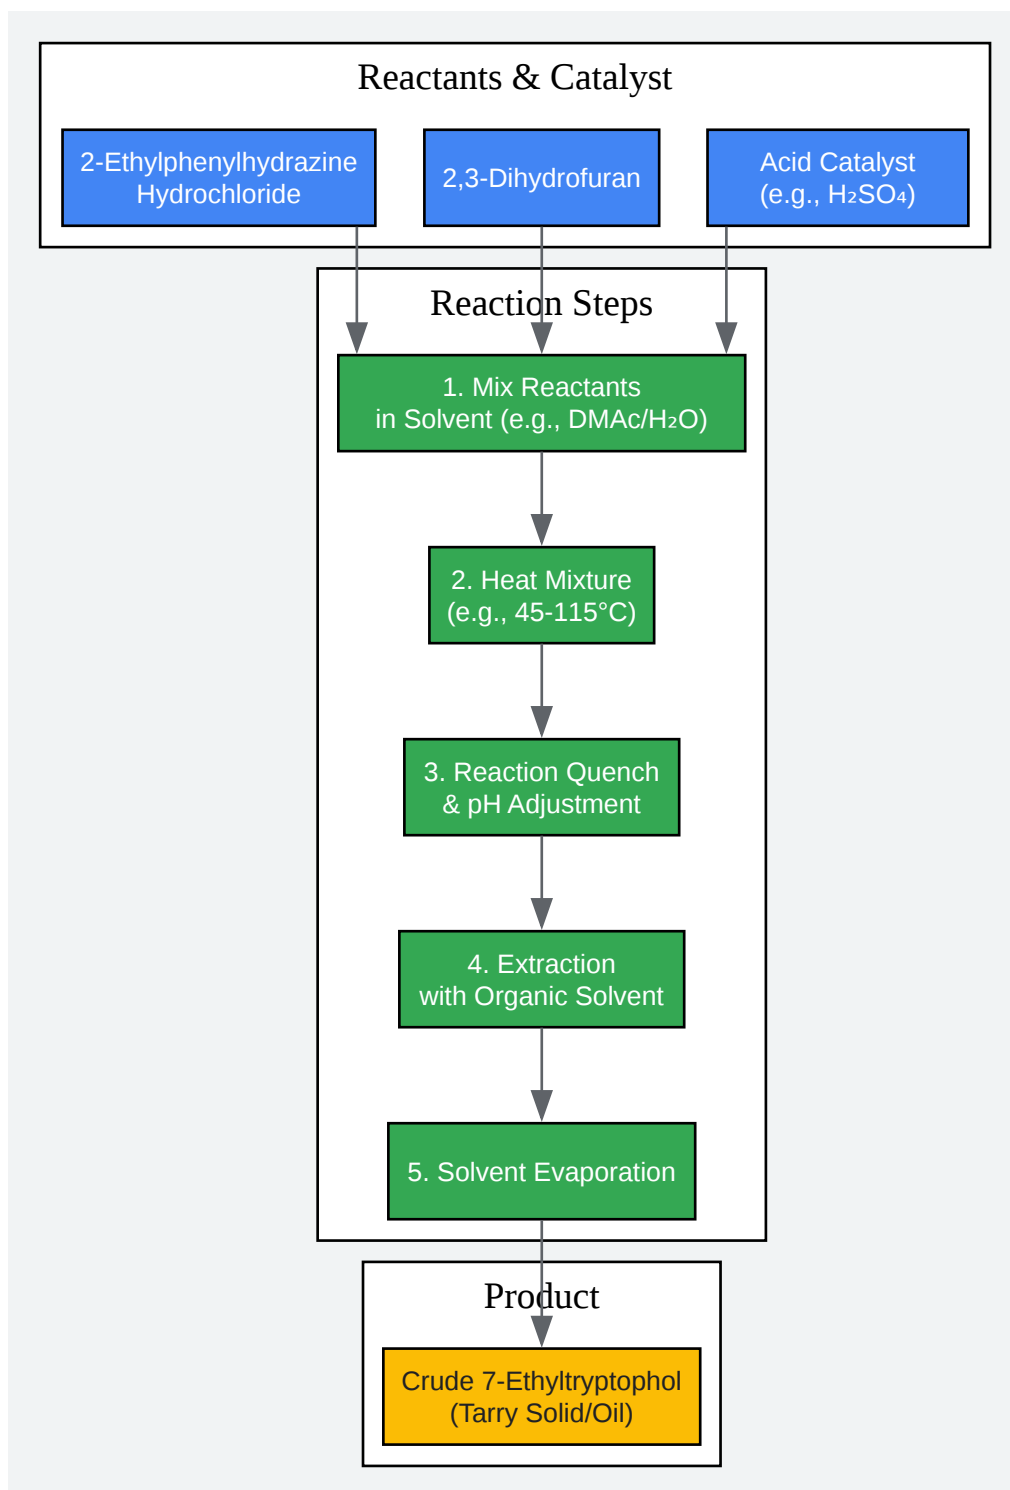 Reactants & Catalyst
2-Ethylphenylhydrazine
Hydrochloride
2,3-Dihydrofuran
Acid Catalyst
(e.g., H₂SO₄)
Reaction Steps
1. Mix Reactants
in Solvent (e.g., DMAc/H₂O)
2. Heat Mixture
(e.g., 45-115°C)
3. Reaction Quench
& pH Adjustment
4. Extraction
with Organic Solvent
5. Solvent Evaporation
Product
Crude 7-Ethyltryptophol
(Tarry Solid/Oil)